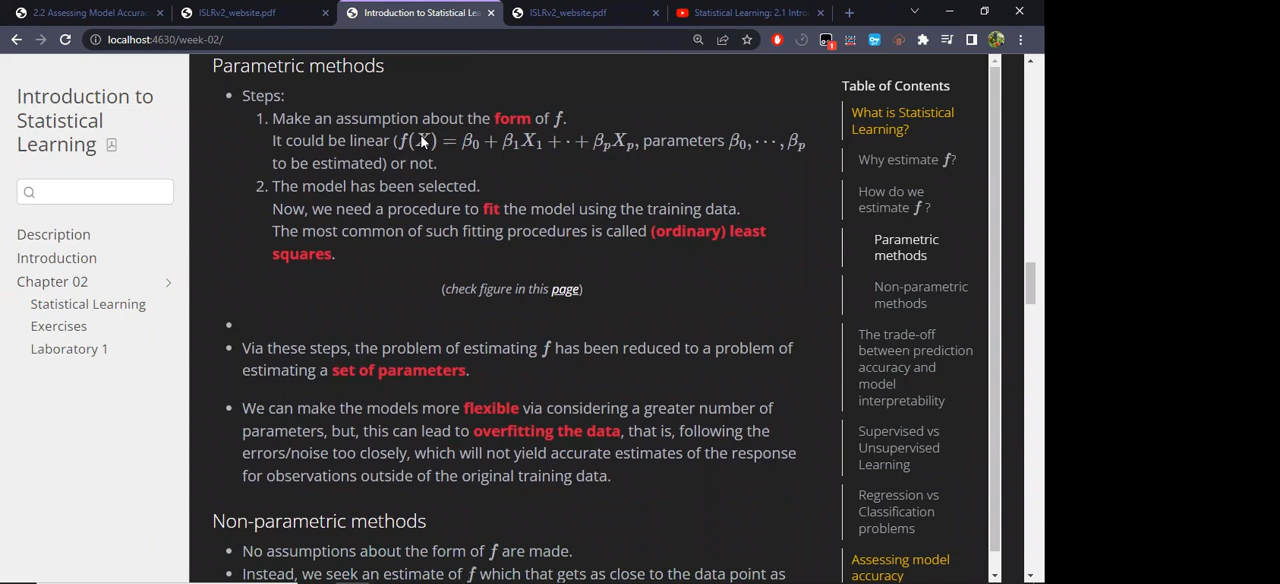 2.2 Assessing Model Accurac
ISLRv2_website.pdf
Introduction to Statistical Le
ISLRv2_website.pdf
Statistical Learning: 2.1 Intro
localhost:4630/week-02/
1
Introduction to
Statistical
Learning
Description
Introduction
Chapter 02
Statistical Learning
Exercises
Laboratory 1
Parametric methods
• Steps:
1. Make an assumption about the form of f.
It could be linear (f(X) = β₀ + β₁X₁ + · + βₚXₚ, parameters β₀, ⋯, βₚ
to be estimated) or not.
2. The model has been selected.
Now, we need a procedure to fit the model using the training data.
The most common of such fitting procedures is called (ordinary) least
squares.
(check figure in this page)
•
• Via these steps, the problem of estimating f has been reduced to a problem of
estimating a set of parameters.
• We can make the models more flexible via considering a greater number of
parameters, but, this can lead to overfitting the data, that is, following the
errors/noise too closely, which will not yield accurate estimates of the response
for observations outside of the original training data.
Non-parametric methods
• No assumptions about the form of f are made.
• Instead, we seek an estimate of f which that gets as close to the data point as
Table of Contents
What is Statistical
Learning?
Why estimate f?
How do we
estimate f ?
Parametric
methods
Non-parametric
methods
The trade-off
between prediction
accuracy and
model
interpretability
Supervised vs
Unsupervised
Learning
Regression vs
Classification
problems
Assessing model
accuracy